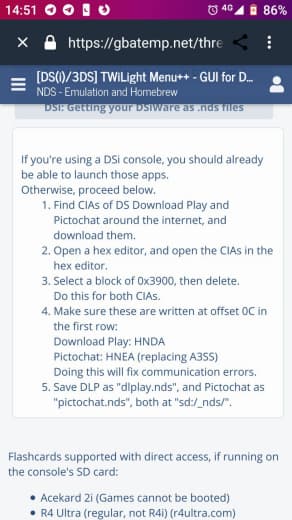 14:51 4G 86%
https://gbatemp.net/thre
[DS(i)/3DS] TWiLight Menu++ - GUI for D...
NDS - Emulation and Homebrew
DSi: Getting your DSiWare as .nds files
If you're using a DSi console, you should already
be able to launch those apps.
Otherwise, proceed below.
1. Find CIAs of DS Download Play and
Pictochat around the internet, and
download them.
2. Open a hex editor, and open the CIAs in the
hex editor.
3. Select a block of 0x3900, then delete.
Do this for both CIAs.
4. Make sure these are written at offset 0C in
the first row:
Download Play: HNDA
Pictochat: HNEA (replacing A3SS)
Doing this will fix communication errors.
5. Save DLP as "dlplay.nds", and Pictochat as
"pictochat.nds", both at "sd:/_nds/".
Flashcards supported with direct access, if running on
the console's SD card:
• Acekard 2i (Games cannot be booted)
• R4 Ultra (regular, not R4i) (r4ultra.com)